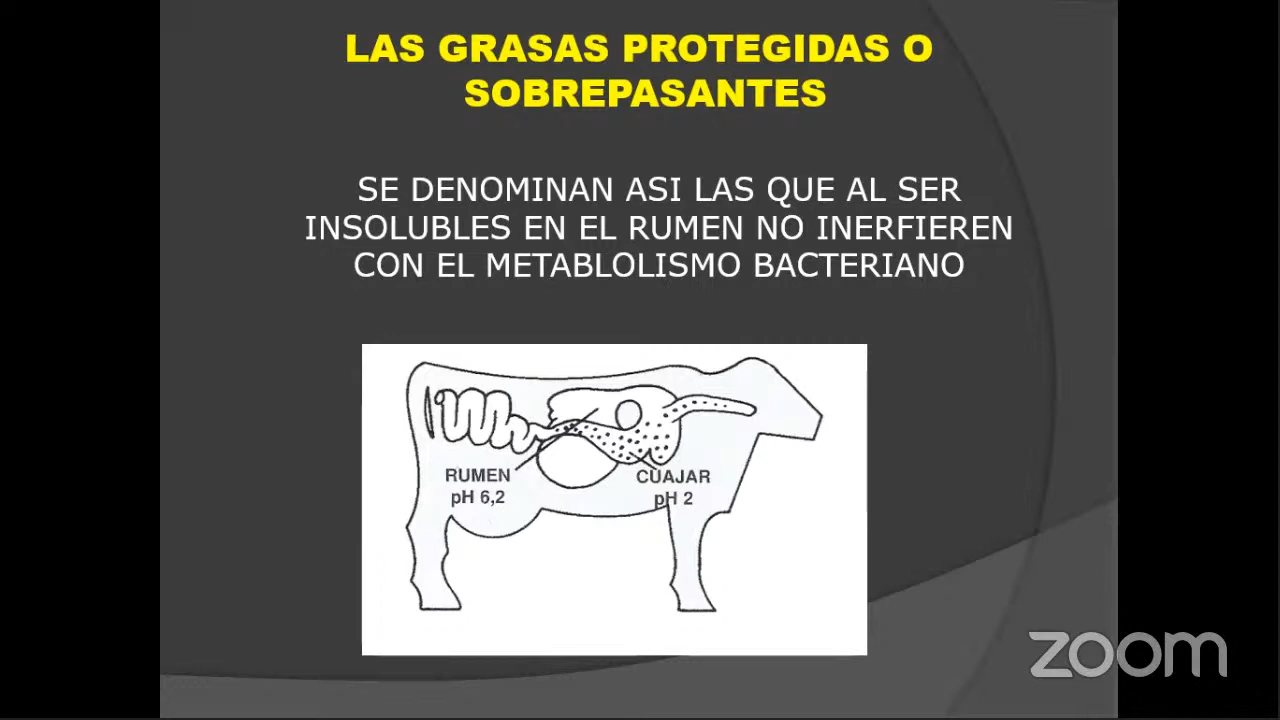 LAS GRASAS PROTEGIDAS O
SOBREPASANTES
SE DENOMINAN ASI LAS QUE AL SER
INSOLUBLES EN EL RUMEN NO INERFIEREN
CON EL METABLOLISMO BACTERIANO
RUMEN
pH 6,2
CUAJAR
pH 2
zoom